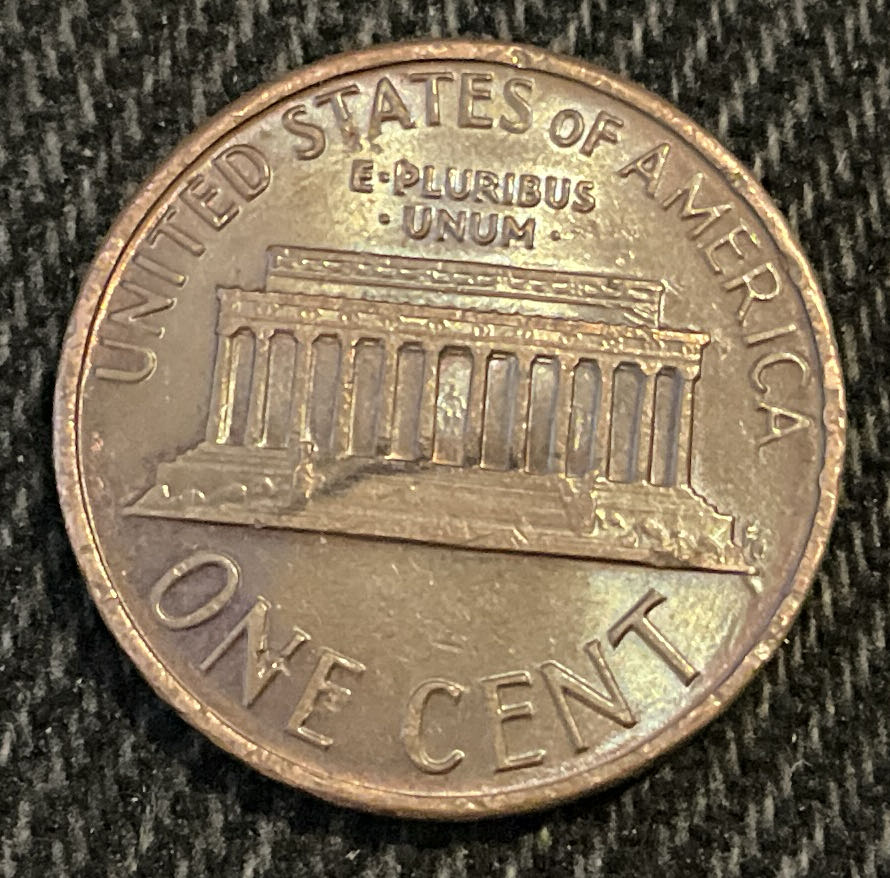 UNITED STATES OF AMERICA
E·PLURIBUS
·UNUM·
ONE CENT